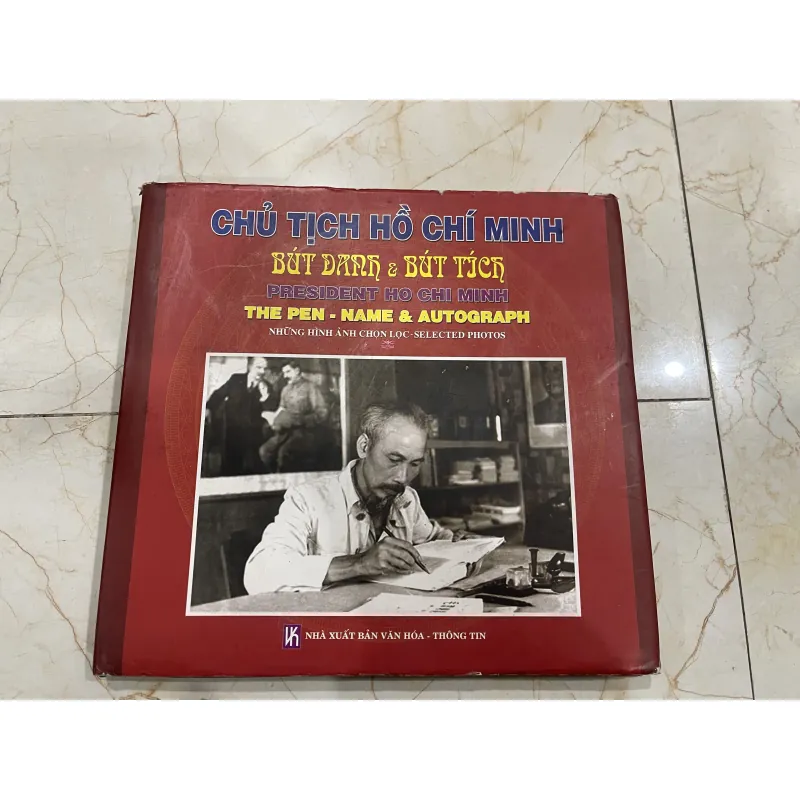 CHỦ TỊCH HỒ CHÍ MINH
BÚT DANH & BÚT TÍCH
PRESIDENT HO CHI MINH
THE PEN - NAME & AUTOGRAPH
NHỮNG HÌNH ẢNH CHỌN LỌC-SELECTED PHOTOS
VK NHÀ XUẤT BẢN VĂN HÓA - THÔNG TIN